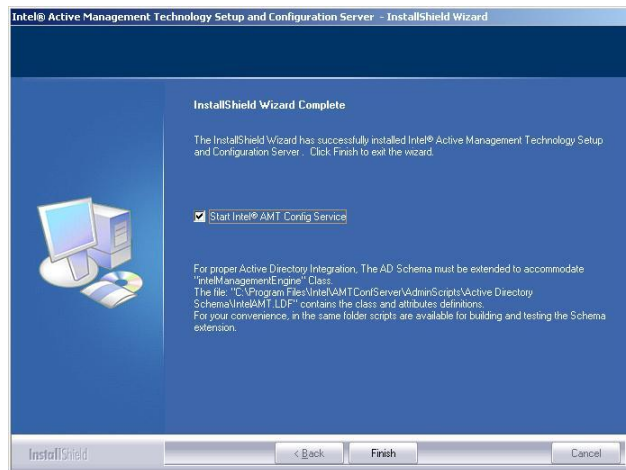 Intel® Active Management Technology Setup and Configuration Server - InstallShield Wizard
InstallShield Wizard Complete
The InstallShield Wizard has successfully installed Intel® Active Management Technology Setup
and Configuration Server . Click Finish to exit the wizard.
Start Intel® AMT Config Service
For proper Active Directory Integration, The AD Schema must be extended to accommodate
"intelManagementEngine" Class.
The file: "C:\Program Files\Intel\AMTConfServer\AdminScripts\Active Directory
Schema\IntelAMT.LDF" contains the class and attributes definitions.
For your convenience, in the same folder scripts are available for building and testing the Schema
extension.
InstallShield
< Back
Finish
Cancel